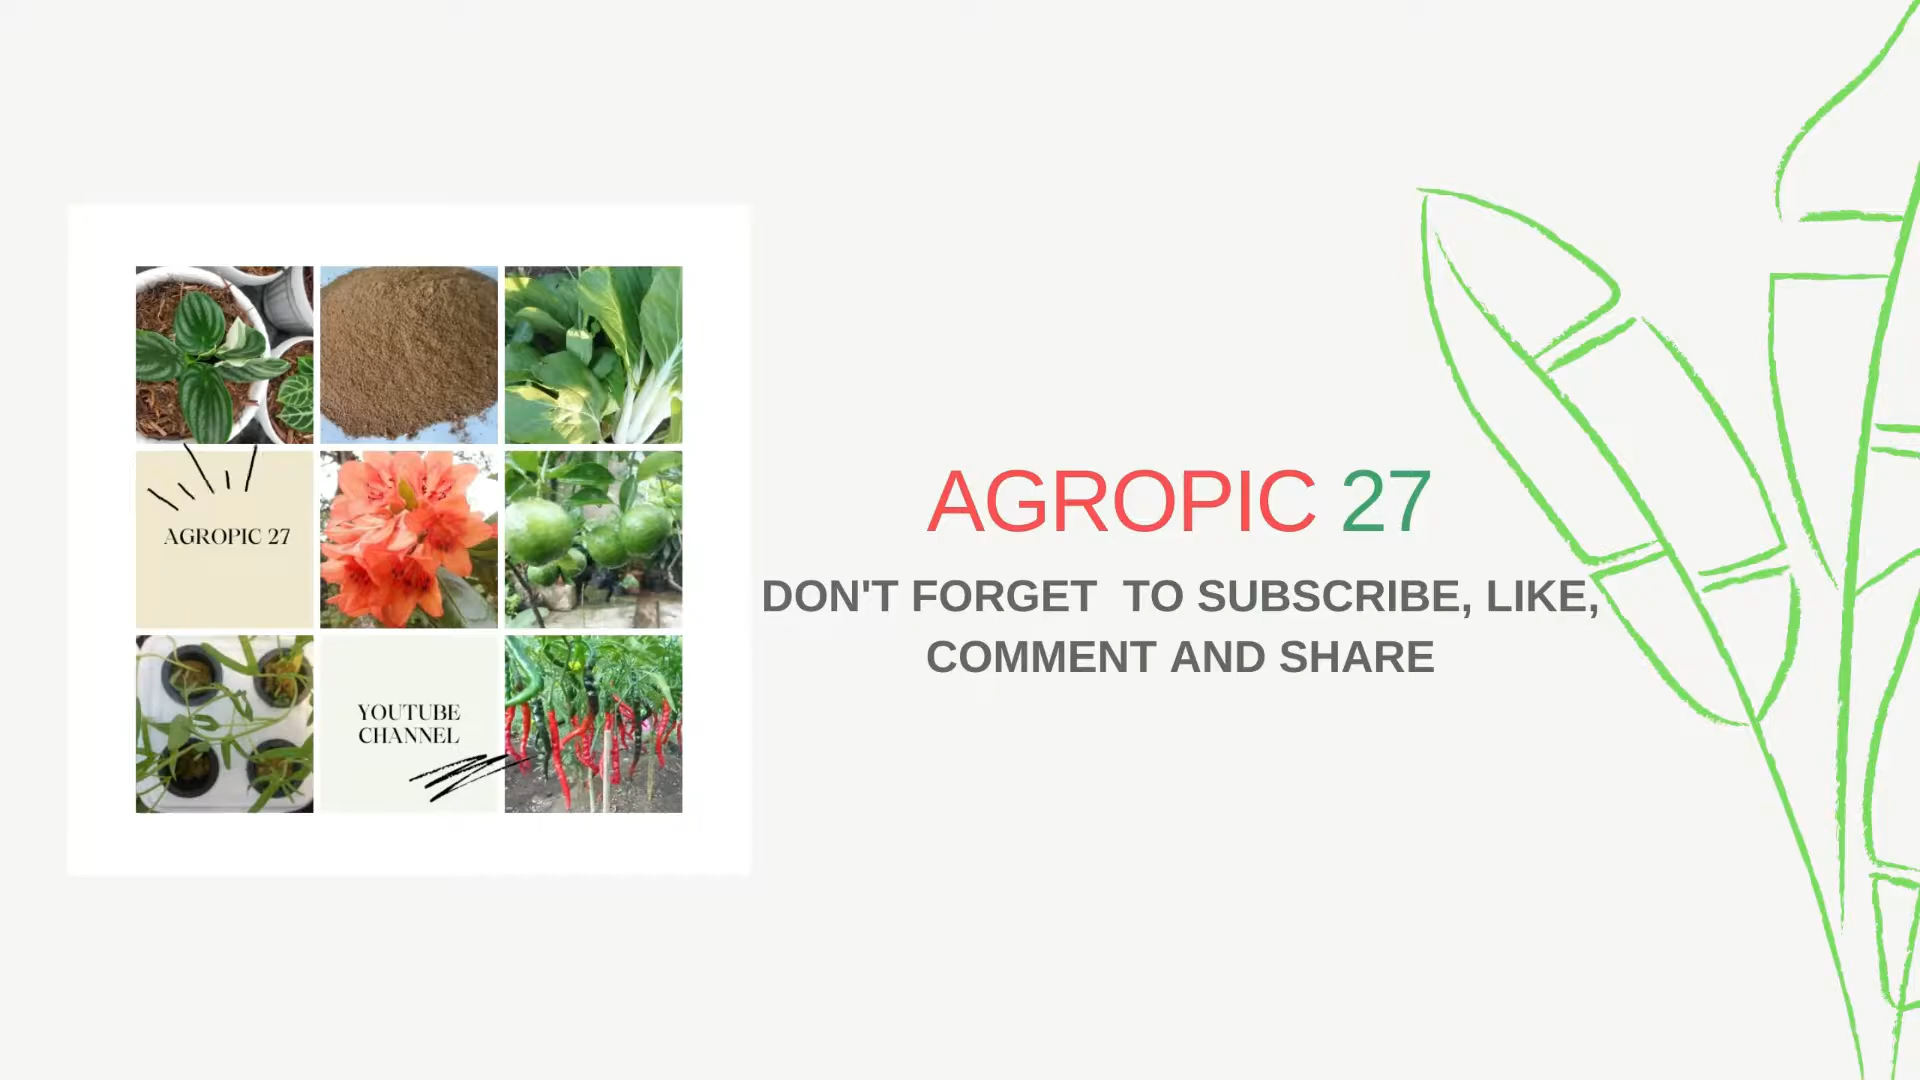 AGROPIC 27
YOUTUBE
CHANNEL
AGROPIC 27
DON'T FORGET  TO SUBSCRIBE, LIKE,
COMMENT AND SHARE